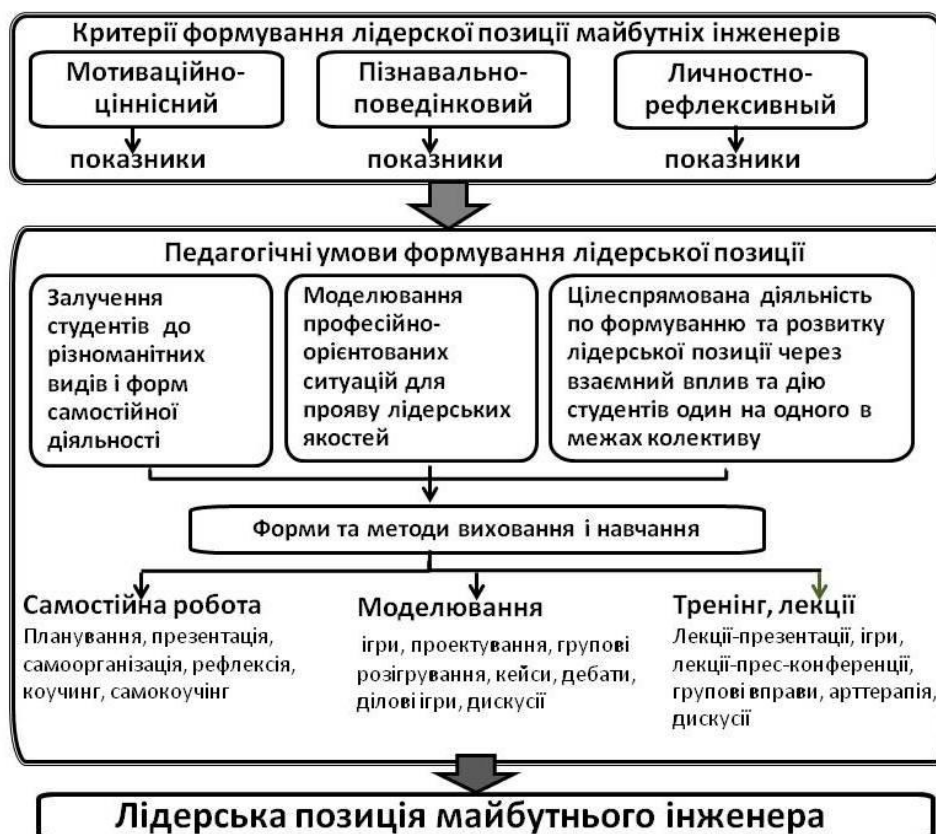 Критерії формування лідерскої позиції майбутніх інженерів
Мотиваційно-
ціннісний
Пізнавально-
поведінковий
Личностно-
рефлексивный
показники
показники
показники
Педагогічні умови формування лідерської позиції
Залучення
студентів до
різноманітних
видів і форм
самостійної
діяльності
Моделювання
професійно-
орієнтованих
ситуацій для
прояву лідерських
якостей
Цілеспрямована діяльність
по формуванню та розвитку
лідерської позиції через
взаємний вплив та дію
студентів один на одного в
межах колективу
Форми та методи виховання і навчання
Самостійна робота
Планування, презентація,
самоорганізація, рефлексія,
коучинг, самокоучінг
Моделювання
ігри, проектування, групові
розігрування, кейси, дебати,
ділові ігри, дискусії
Тренінг, лекції
Лекції-презентації, ігри,
лекції-прес-конференції,
групові вправи, арттерапія,
дискусії
Лідерська позиція майбутнього інженера